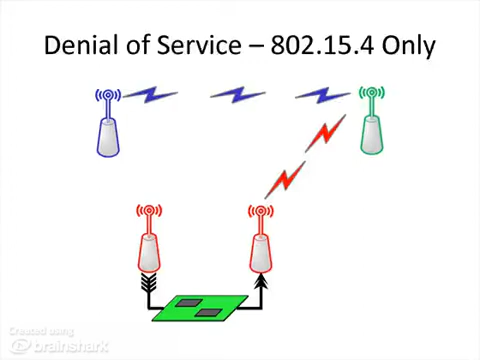 Denial of Service – 802.15.4 Only
Created using
brainshark